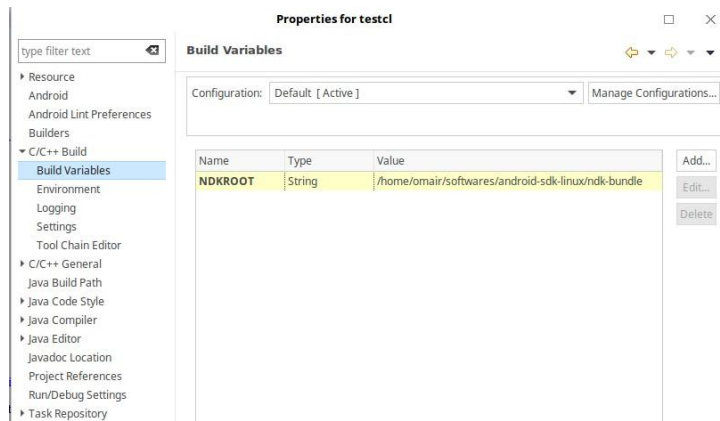 Properties for testcl
type filter text
Build Variables
Resource
Android
Android Lint Preferences
Builders
C/C++ Build
Build Variables
Environment
Logging
Settings
Tool Chain Editor
C/C++ General
Java Build Path
Java Code Style
Java Compiler
Java Editor
Javadoc Location
Project References
Run/Debug Settings
Task Repository
Configuration: Default [ Active ] Manage Configurations...
Name Type Value
NDKROOT String /home/omair/softwares/android-sdk-linux/ndk-bundle
Add...
Edit...
Delete